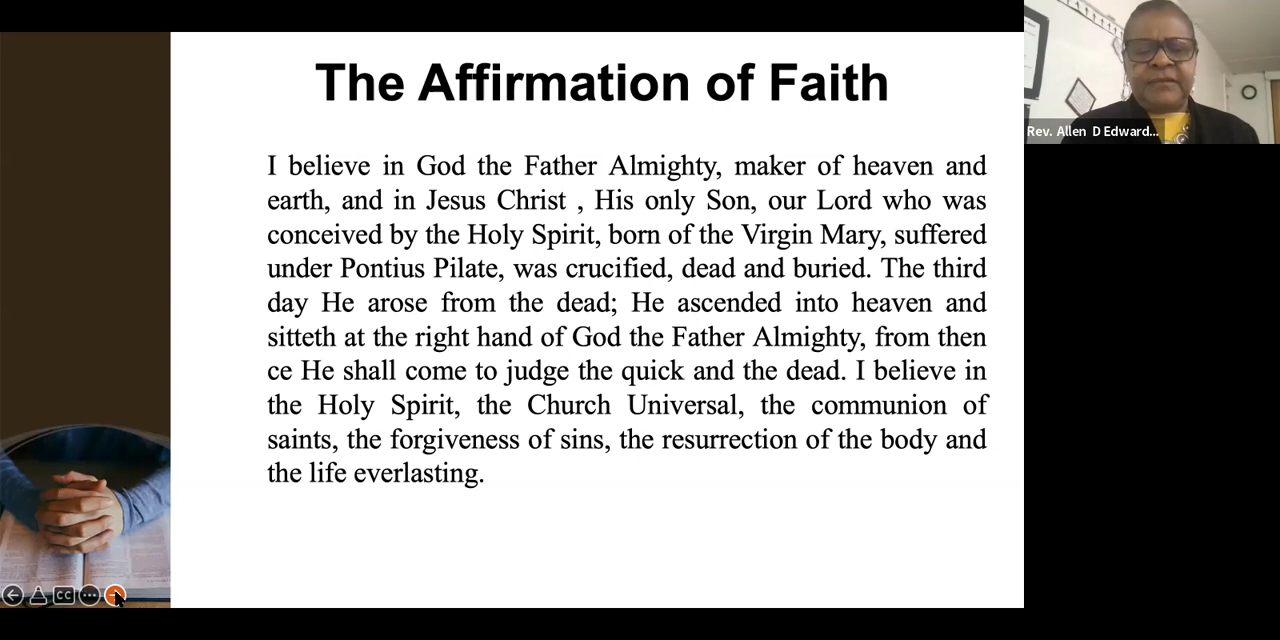 The Affirmation of Faith
I believe in God the Father Almighty, maker of heaven and
earth, and in Jesus Christ , His only Son, our Lord who was
conceived by the Holy Spirit, born of the Virgin Mary, suffered
under Pontius Pilate, was crucified, dead and buried. The third
day He arose from the dead; He ascended into heaven and
sitteth at the right hand of God the Father Almighty, from then
ce He shall come to judge the quick and the dead. I believe in
the Holy Spirit, the Church Universal, the communion of
saints, the forgiveness of sins, the resurrection of the body and
the life everlasting.
Rev. Allen D Edward...
CC